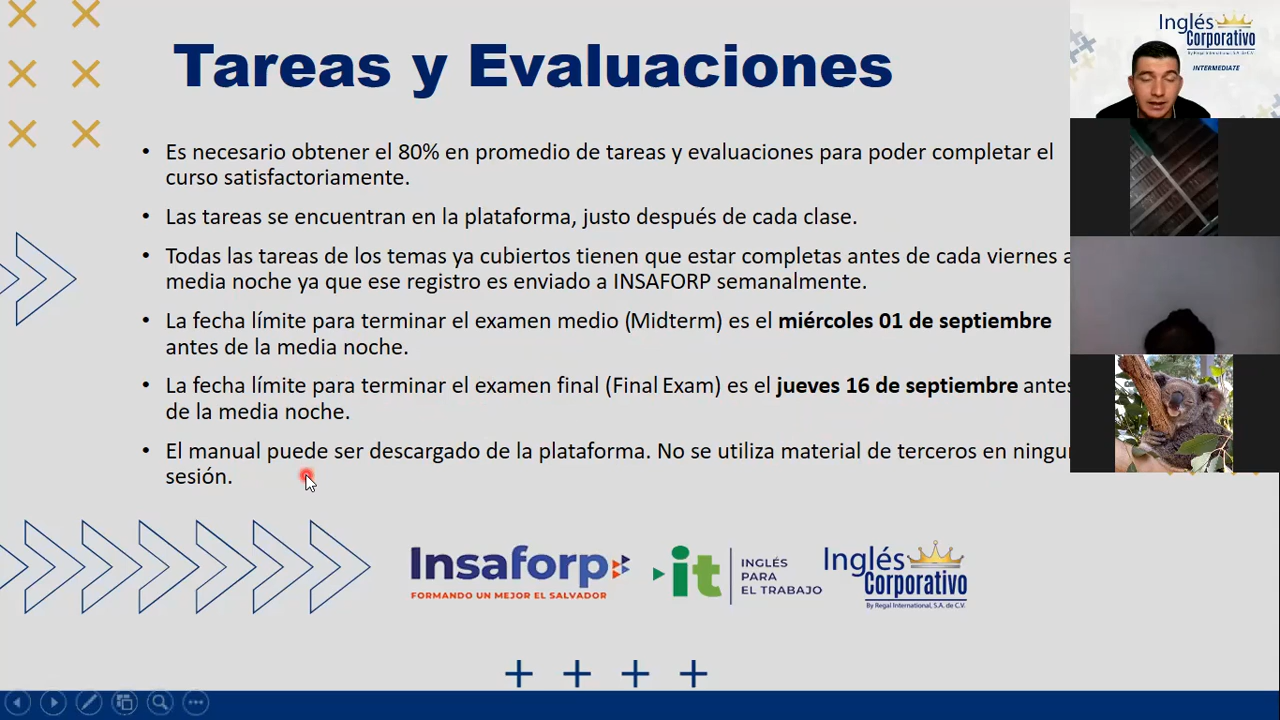 Tareas y Evaluaciones
• Es necesario obtener el 80% en promedio de tareas y evaluaciones para poder completar el
curso satisfactoriamente.
• Las tareas se encuentran en la plataforma, justo después de cada clase.
• Todas las tareas de los temas ya cubiertos tienen que estar completas antes de cada viernes a
media noche ya que ese registro es enviado a INSAFORP semanalmente.
• La fecha límite para terminar el examen medio (Midterm) es el miércoles 01 de septiembre
antes de la media noche.
• La fecha límite para terminar el examen final (Final Exam) es el jueves 16 de septiembre antes
de la media noche.
• El manual puede ser descargado de la plataforma. No se utiliza material de terceros en ningun
sesión.
Inglés
Corporativo
By Regal International, S.A. de C.V.
INTERMEDIATE
Insaforp
FORMANDO UN MEJOR EL SALVADOR
it
INGLÉS
PARA
EL TRABAJO
Inglés
Corporativo
By Regal International, S.A. de C.V.